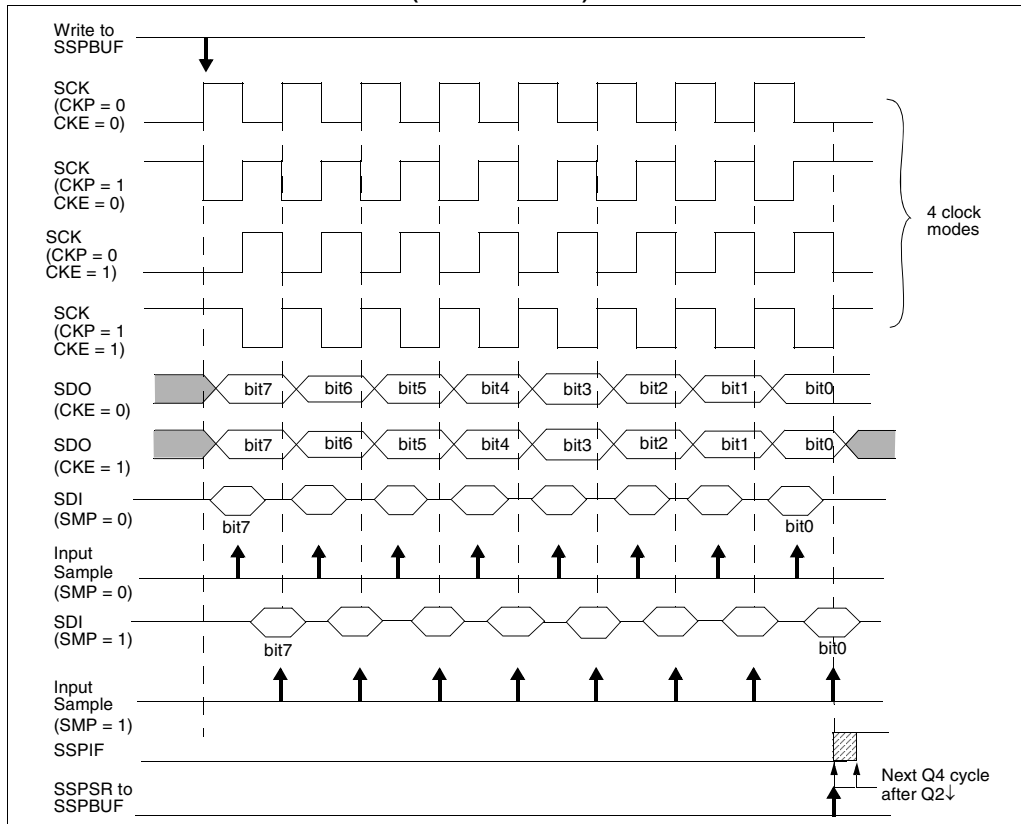 Write to
SSPBUF
SCK
(CKP = 0
CKE = 0)
SCK
(CKP = 1
CKE = 0)
4 clock
modes
SCK
(CKP = 0
CKE = 1)
SCK
(CKP = 1
CKE = 1)
SDO
(CKE = 0)
bit7 bit6 bit5 bit4 bit3 bit2 bit1 bit0
SDO
(CKE = 1)
bit7 bit6 bit5 bit4 bit3 bit2 bit1 bit0
SDI
(SMP = 0)
bit7 bit0
Input
Sample
(SMP = 0)
SDI
(SMP = 1)
bit7 bit0
Input
Sample
(SMP = 1)
SSPIF
Next Q4 cycle
after Q2↓
SSPSR to
SSPBUF